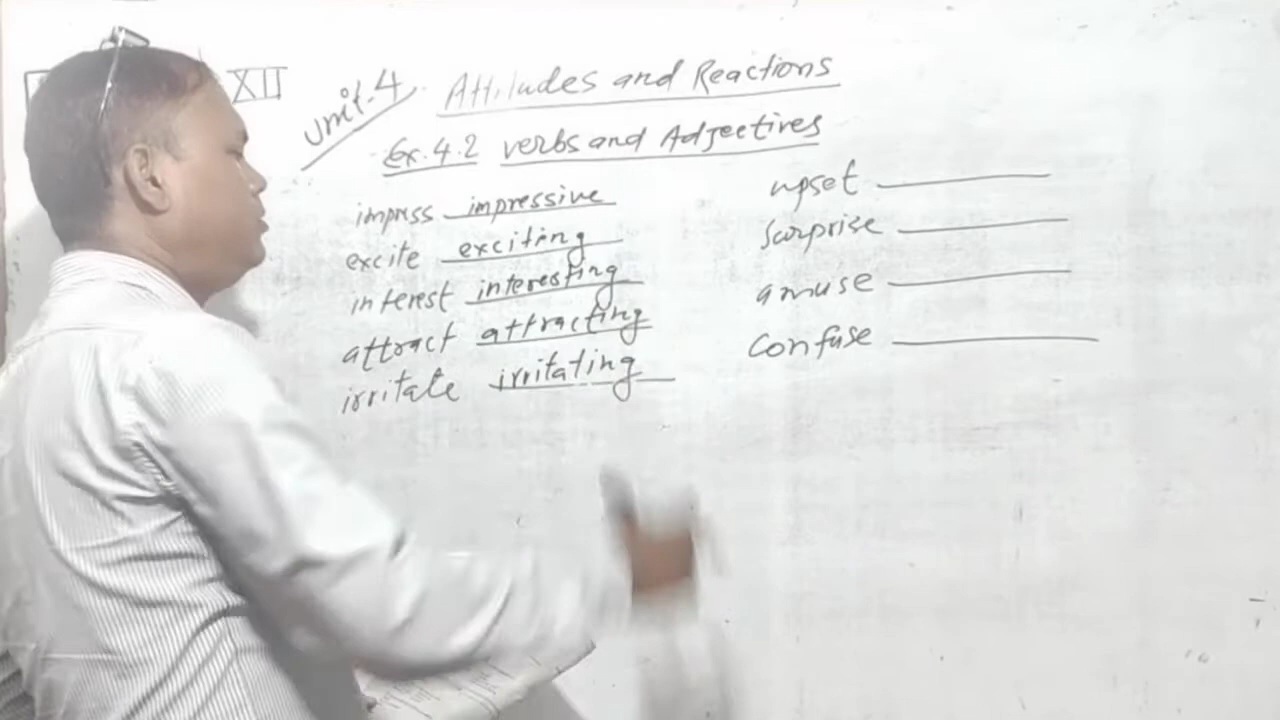 XII
Unit.4. Attitudes and Reactions
Ex.4.2 verbs and Adjectives
impress impressive
excite exciting
interest interesting
attract attracting
irritate irritating
upset
surprise
amuse
confuse